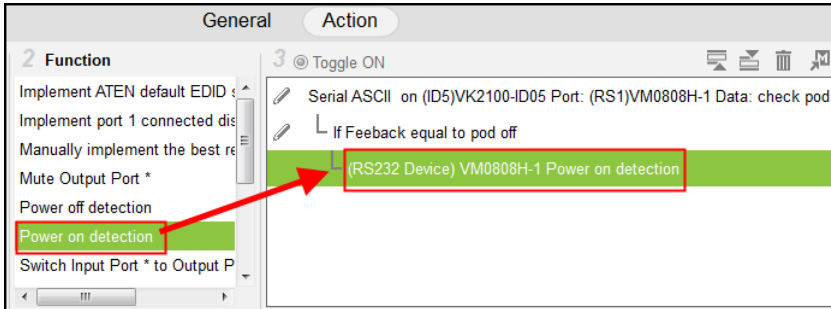 General Action
2 Function
Implement ATEN default EDID
Implement port 1 connected dis
Manually implement the best re
Mute Output Port *
Power off detection
Power on detection
Switch Input Port * to Output P
3 Toggle ON
Serial ASCII on (ID5)VK2100-ID05 Port: (RS1)VM0808H-1 Data: check pod
If Feeback equal to pod off
(RS232 Device) VM0808H-1 Power on detection